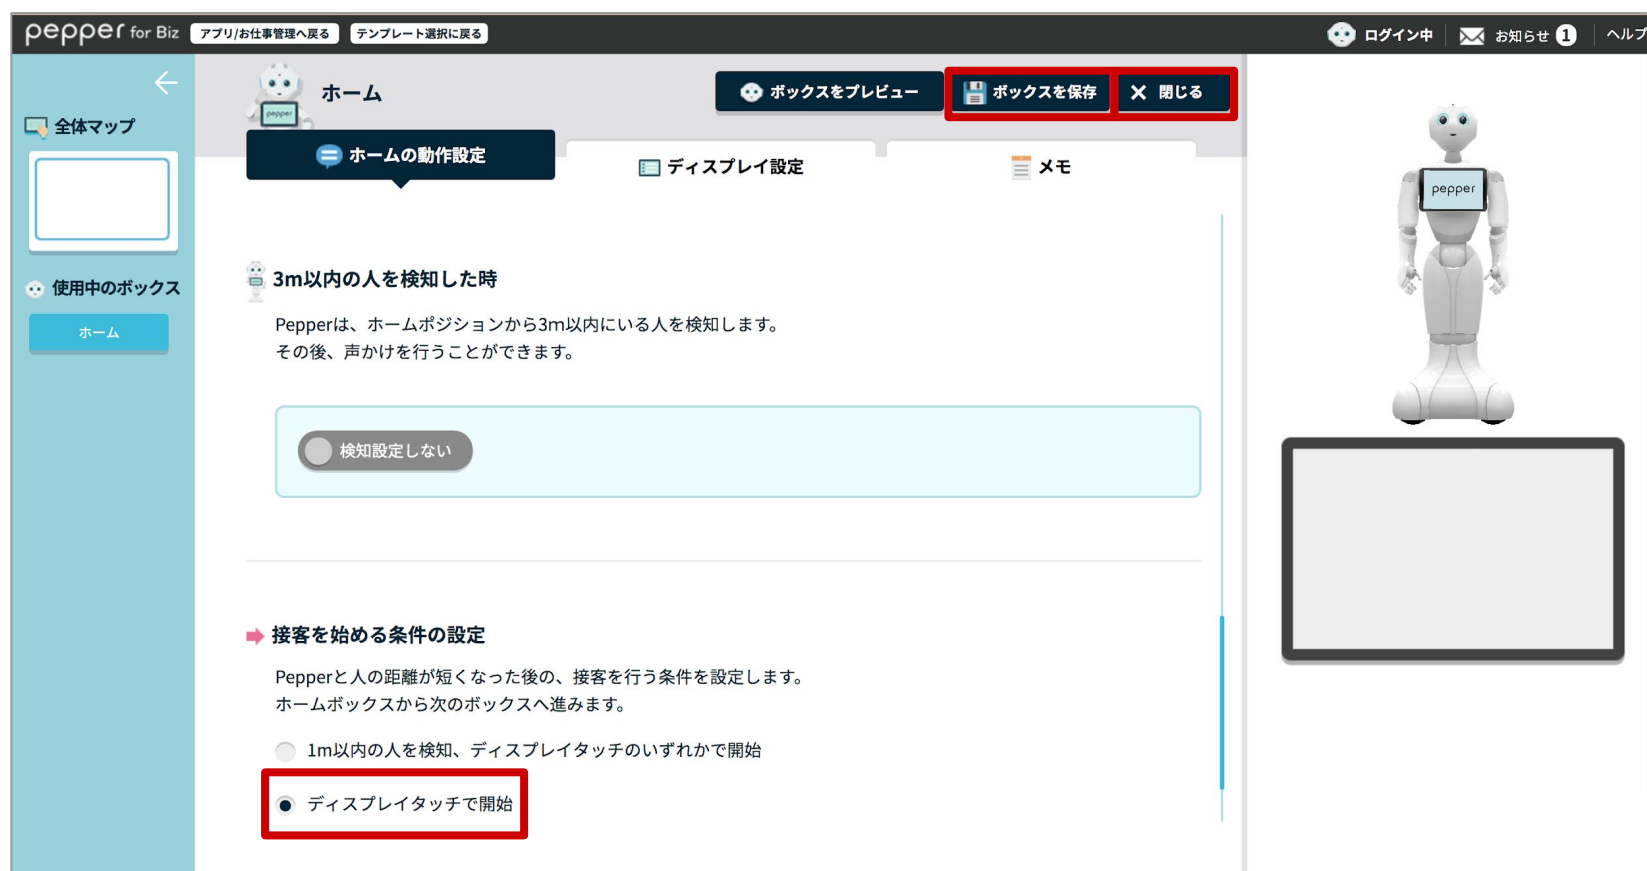 pepper for Biz アプリ/お仕事管理へ戻る テンプレート選択に戻る ログイン中 お知らせ 1 ヘルプ
全体マップ
使用中のボックス
ホーム
pepper
ホーム ボックスをプレビュー ボックスを保存 × 閉じる
ホームの動作設定 ディスプレイ設定 メモ
3m以内の人を検知した時
Pepperは、ホームポジションから3m以内にいる人を検知します。
その後、声かけを行うことができます。
検知設定しない
接客を始める条件の設定
Pepperと人の距離が短くなった後の、接客を行う条件を設定します。
ホームボックスから次のボックスへ進みます。
1m以内の人を検知、ディスプレイタッチのいずれかで開始
ディスプレイタッチで開始
pepper